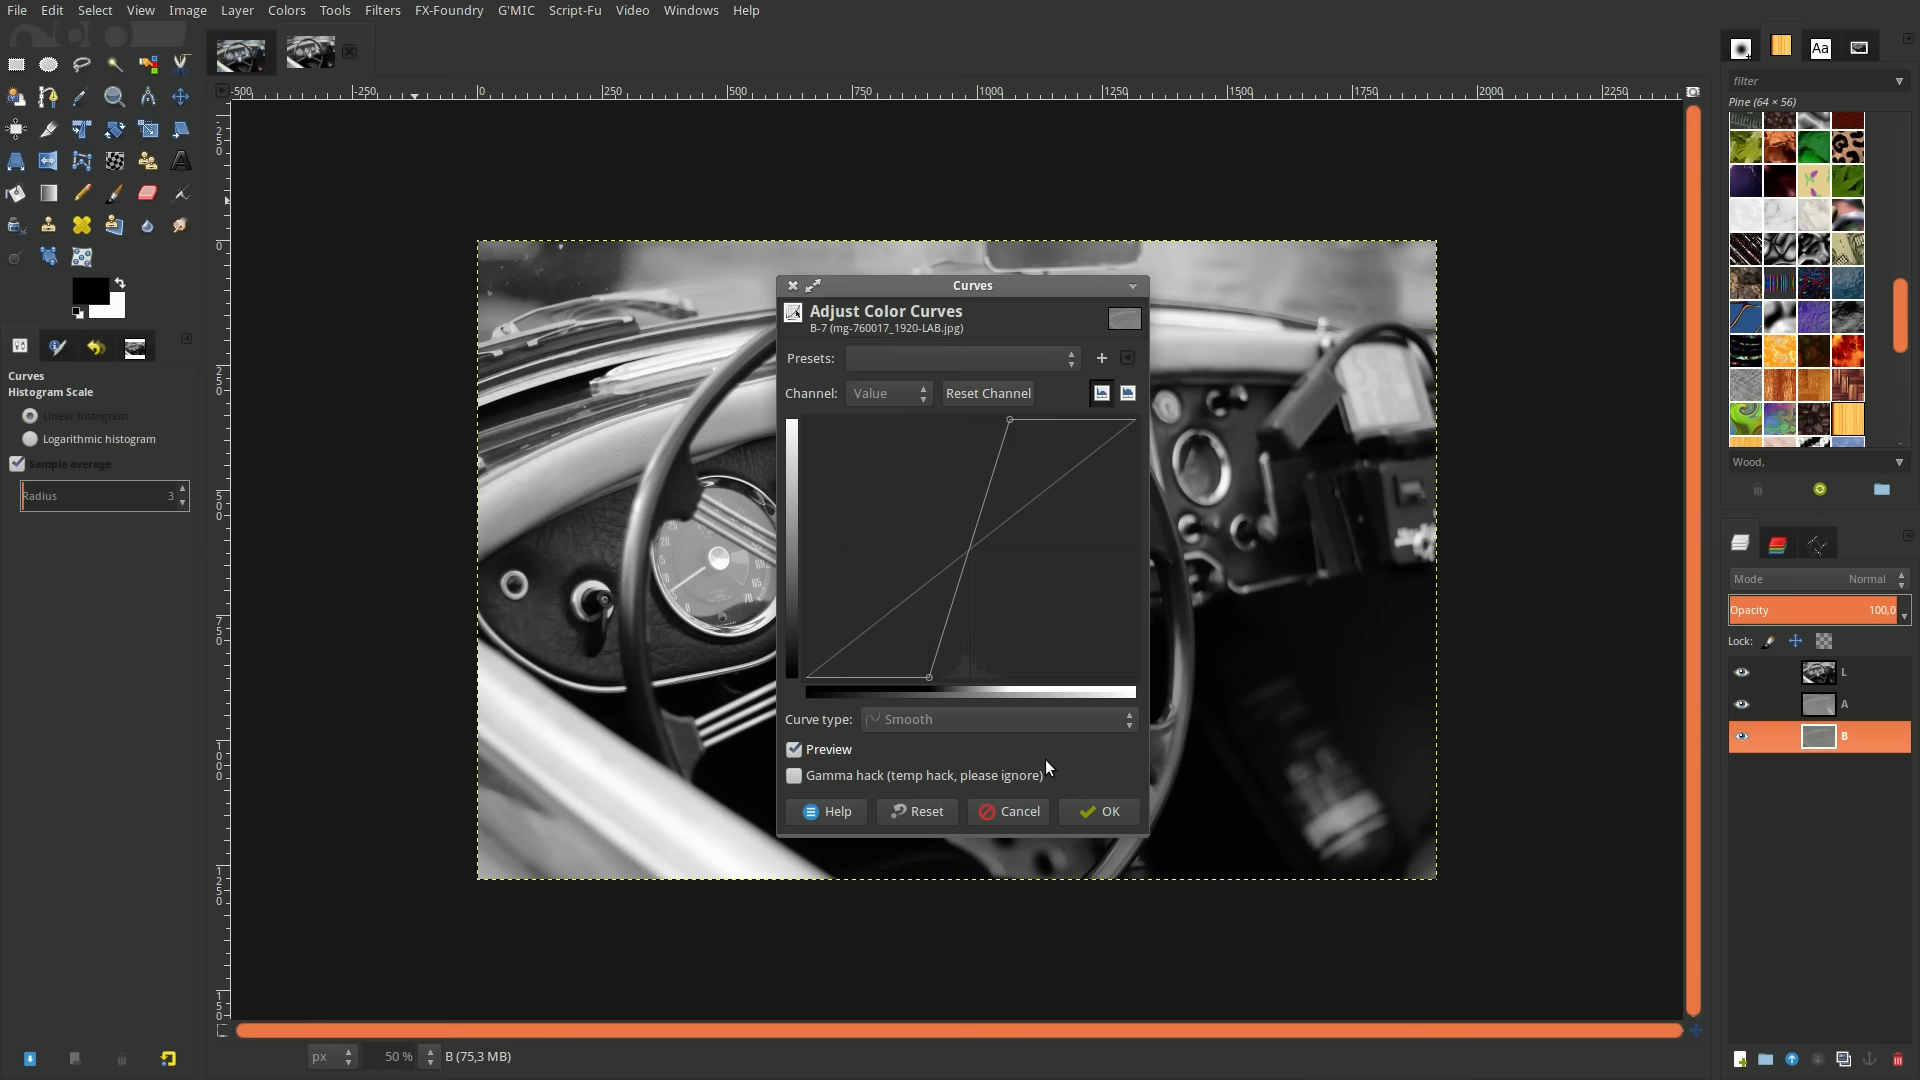 File Edit Select View Image Layer Colors Tools Filters FX-Foundry G'MIC Script-Fu Video Windows Help
-500 -250 0 250 500 750 1000 1250 1500 1750 2000 2250
filter
Pine (64 × 56)
Curves
Adjust Color Curves
B-7 (mg-760017_1920-LAB.jpg)
Presets:
Channel: Value Reset Channel
Curves
Histogram Scale
Linear histogram
Logarithmic histogram
Sample average
Radius 3
Wood,
Mode Normal
Opacity 100,0
Lock:
L
A
B
Curve type: Smooth
Preview
Gamma hack (temp hack, please ignore)
Help Reset Cancel OK
px 50 % B (75,3 MB)